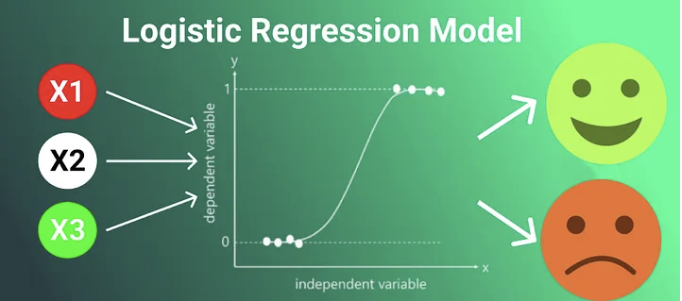 Logistic Regression Model
X1
X2
X3
y
1
dependent variable
0
x
independent variable